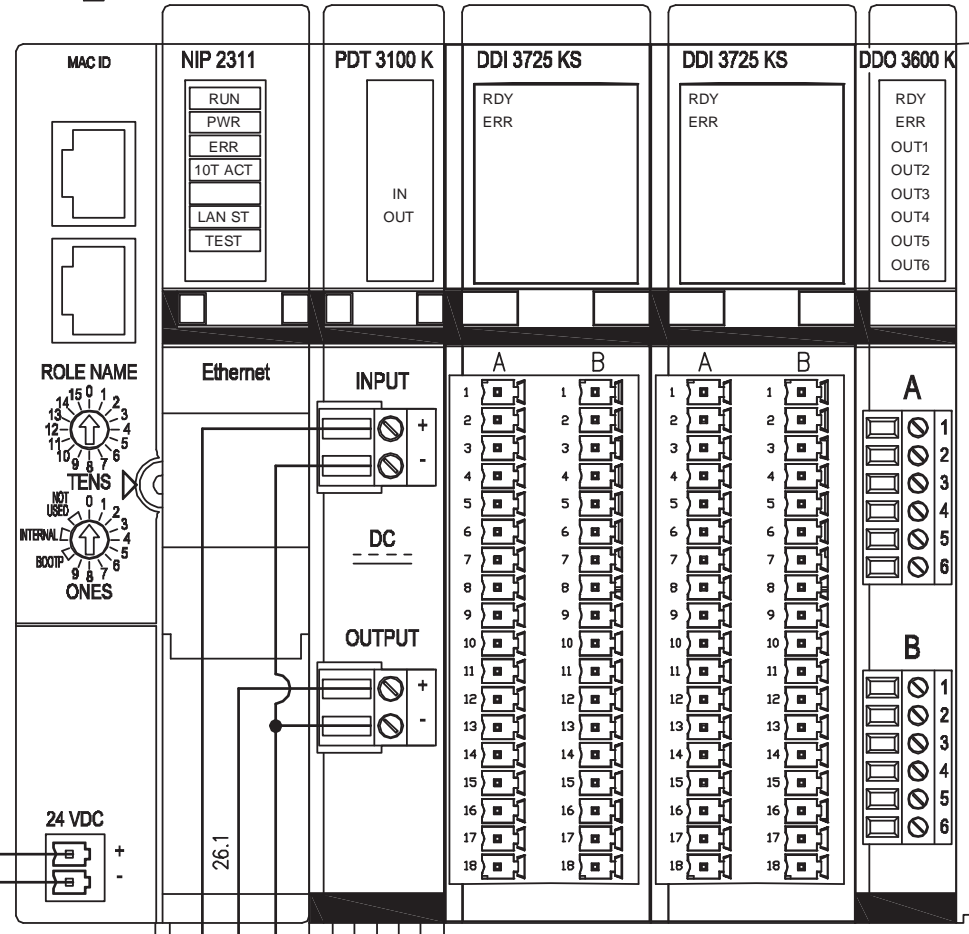 MAC ID
NIP 2311
PDT 3100 K
DDI 3725 KS
DDI 3725 KS
DDO 3600 K
RUN
PWR
ERR
10T ACT
LAN ST
TEST
IN
OUT
RDY
ERR
RDY
ERR
RDY
ERR
OUT1
OUT2
OUT3
OUT4
OUT5
OUT6
ROLE NAME
0
1
2
3
4
5
6
7
8
9
10
11
12
13
14
15
TENS
NOT
USED
INTERNAL
BOOTP
0
1
2
3
4
5
6
7
8
9
ONES
24 VDC
+
-
Ethernet
26.1
INPUT
+
-
DC
OUTPUT
+
-
A B
1 1
2 2
3 3
4 4
5 5
6 6
7 7
8 8
9 9
10 10
11 11
12 12
13 13
14 14
15 15
16 16
17 17
18 18
A B
1 1
2 2
3 3
4 4
5 5
6 6
7 7
8 8
9 9
10 10
11 11
12 12
13 13
14 14
15 15
16 16
17 17
18 18
A
1
2
3
4
5
6
B
1
2
3
4
5
6